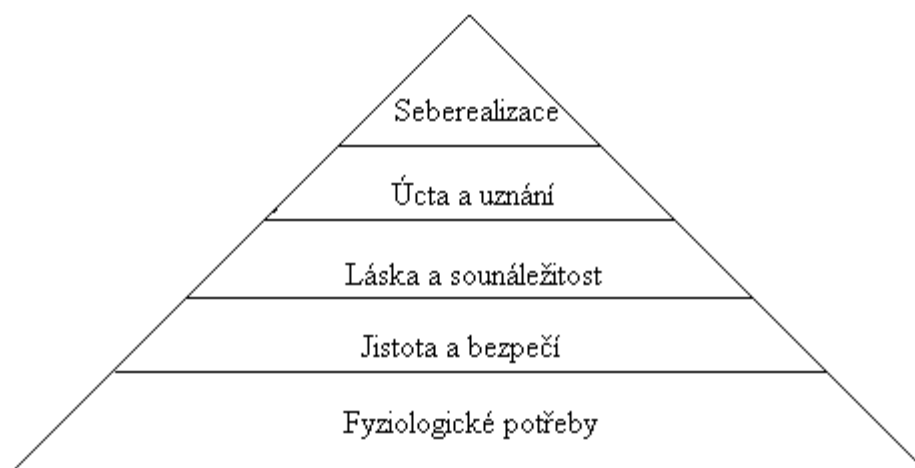 Seberealizace
Úcta a uznání
Láska a sounáležitost
Jistota a bezpečí
Fyziologické potřeby